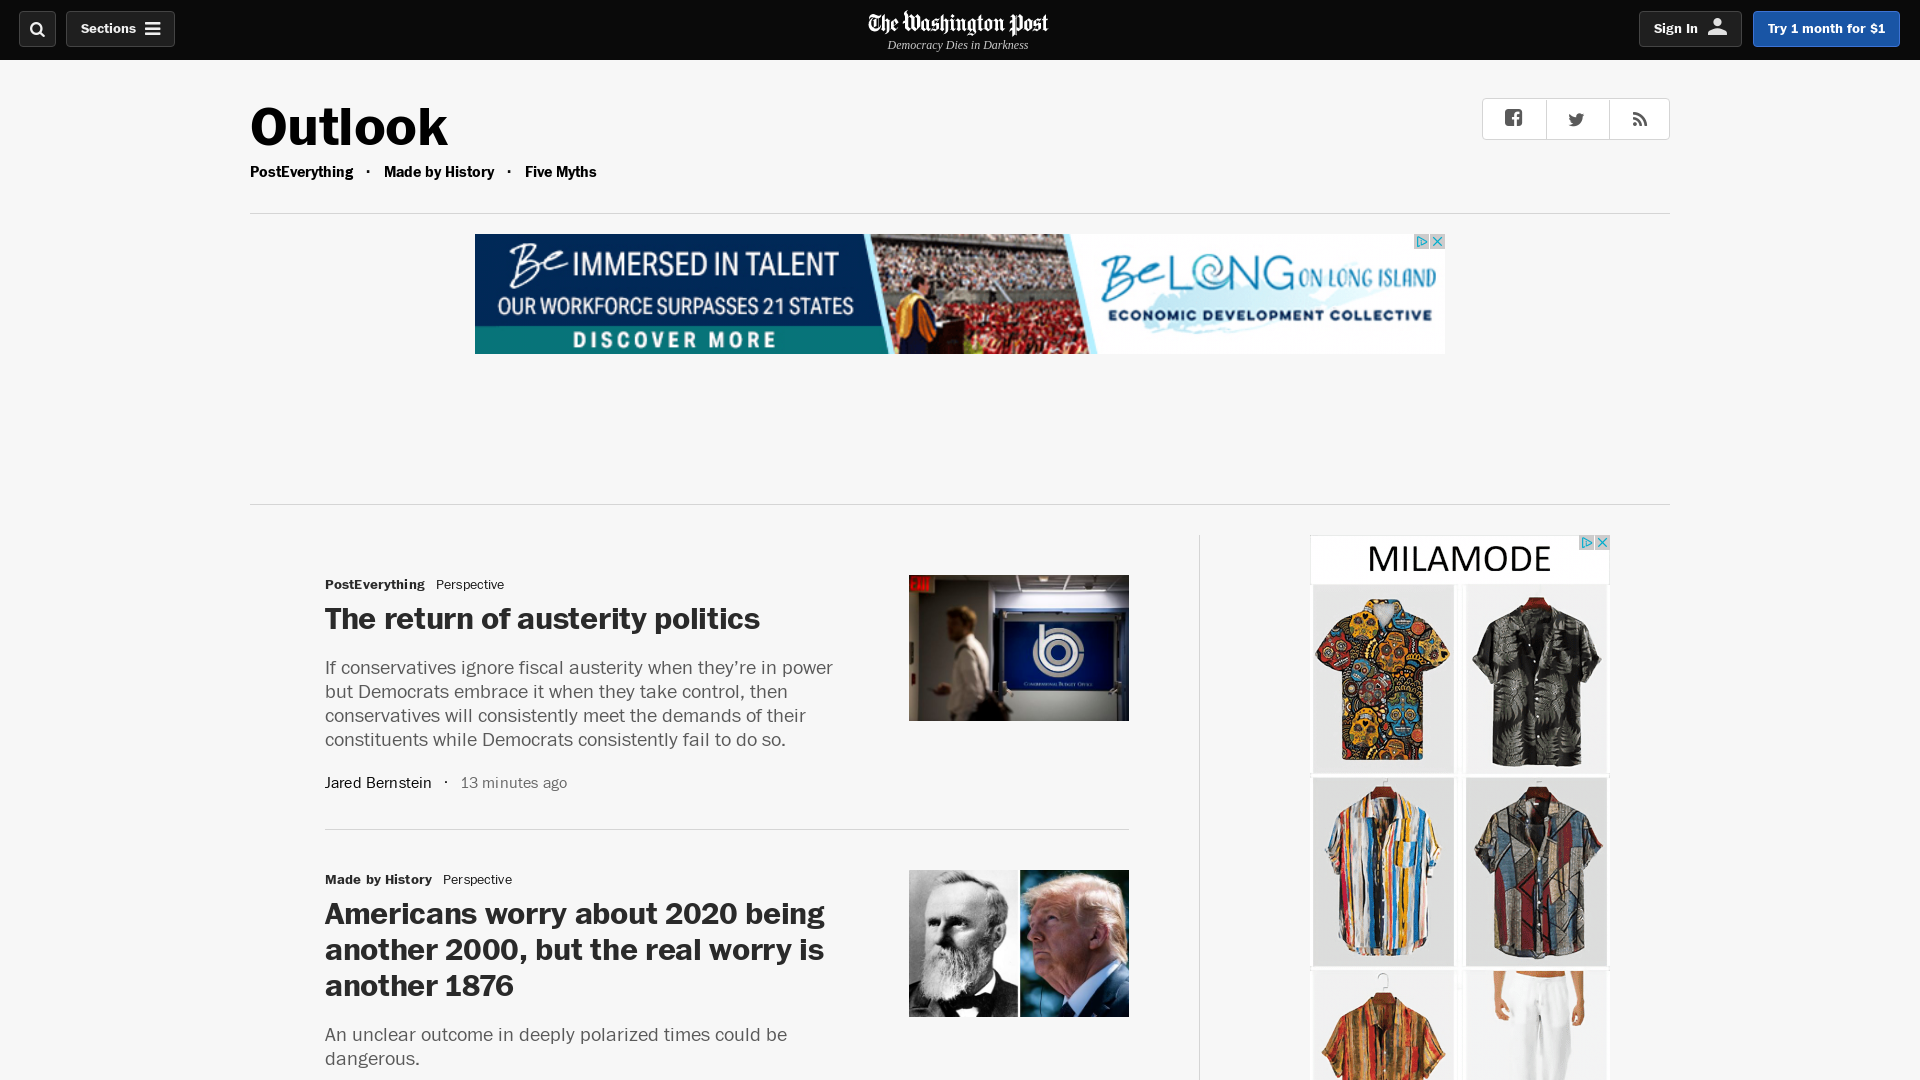 Sections
The Washington Post
Democracy Dies in Darkness
Sign In
Try 1 month for $1
Outlook
PostEverything · Made by History · Five Myths
Be IMMERSED IN TALENT
OUR WORKFORCE SURPASSES 21 STATES
DISCOVER MORE
BeLONG ON LONG ISLAND
ECONOMIC DEVELOPMENT COLLECTIVE
PostEverything Perspective
The return of austerity politics
If conservatives ignore fiscal austerity when they’re in power
but Democrats embrace it when they take control, then
conservatives will consistently meet the demands of their
constituents while Democrats consistently fail to do so.
Jared Bernstein · 13 minutes ago
EXIT
CONGRESSIONAL BUDGET OFFICE
Made by History Perspective
Americans worry about 2020 being
another 2000, but the real worry is
another 1876
An unclear outcome in deeply polarized times could be
dangerous.
MILAMODE